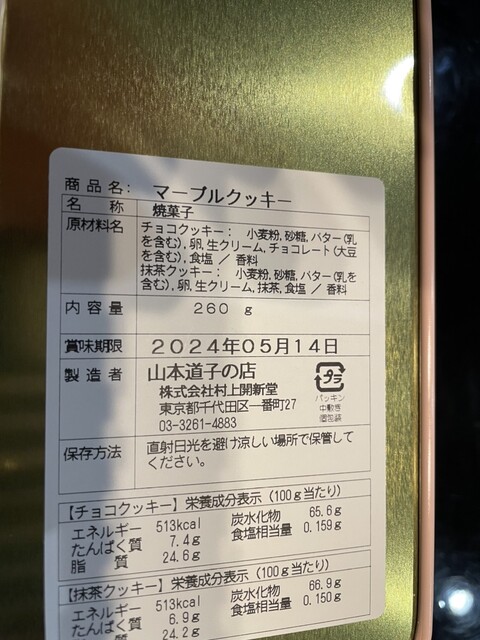 商品名: マーブルクッキー
名称 焼菓子
原材料名 チョコクッキー: 小麦粉,砂糖,バター(乳
を含む),卵,生クリーム,チョコレート(大豆
を含む),食塩 / 香料
抹茶クッキー: 小麦粉,砂糖,バター(乳を
含む),卵,生クリーム,抹茶,食塩 / 香料
内容量 260 g
賞味期限 2024年05月14日
製造者 山本道子の店
株式会社村上開新堂
東京都千代田区一番町27
03-3261-4883
プラ
パッキン
中敷き
個包装
保存方法 直射日光を避け涼しい場所で保管して
ください。
【チョコクッキー】栄養成分表示(100g当たり)
エネルギー 513kcal 炭水化物 65.6g
たんぱく質 7.4g 食塩相当量 0.159g
脂質 24.6g
【抹茶クッキー】栄養成分表示(100g当たり)
エネルギー 513kcal 炭水化物 66.9g
たんぱく質 6.9g 食塩相当量 0.150g
質 24.2g